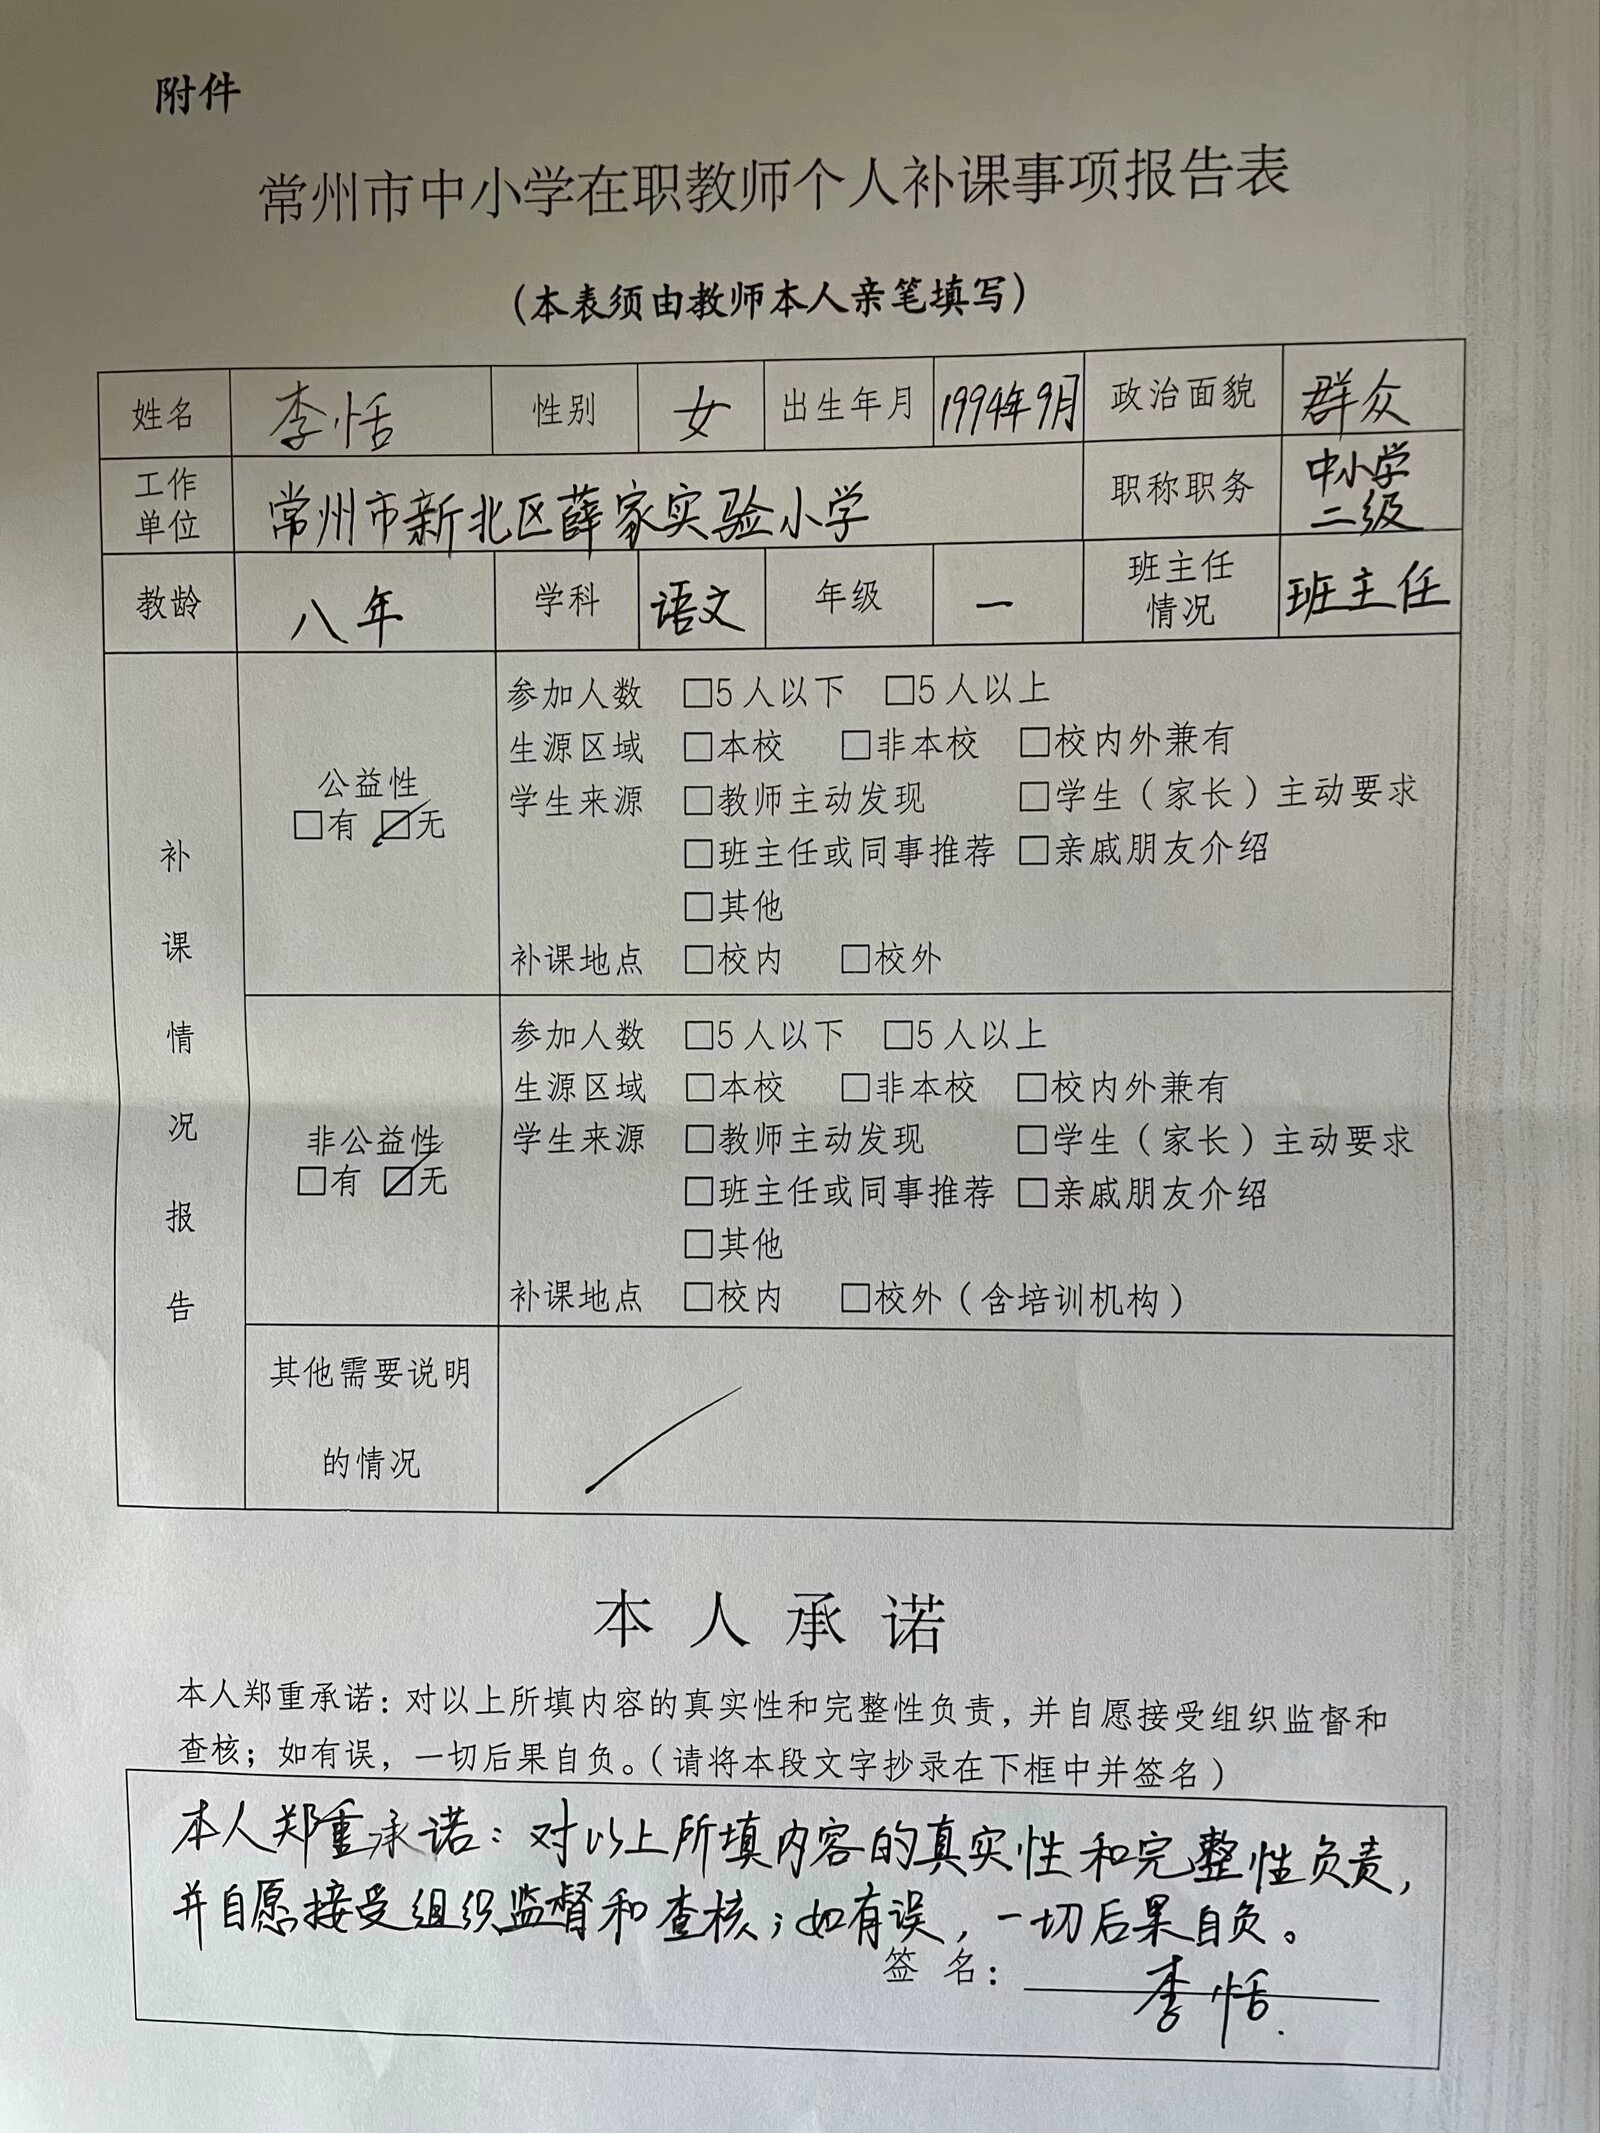 附件
常州市中小学在职教师个人补课事项报告表
（本表须由教师本人亲笔填写）
姓名 李恬 性别 女 出生年月 1994年9月 政治面貌 群众
工作单位 常州市新北区薛家实验小学 职称职务 中小学二级
教龄 八年 学科 语文 年级 一 班主任情况 班主任
补课情况报告
公益性
□有 ☑无
参加人数 □5人以下 □5人以上
生源区域 □本校 □非本校 □校内外兼有
学生来源 □教师主动发现 □学生（家长）主动要求
□班主任或同事推荐 □亲戚朋友介绍
□其他
补课地点 □校内 □校外
非公益性
□有 ☑无
参加人数 □5人以下 □5人以上
生源区域 □本校 □非本校 □校内外兼有
学生来源 □教师主动发现 □学生（家长）主动要求
□班主任或同事推荐 □亲戚朋友介绍
□其他
补课地点 □校内 □校外（含培训机构）
其他需要说明
的情况
本人承诺
本人郑重承诺：对以上所填内容的真实性和完整性负责，并自愿接受组织监督和
查核；如有误，一切后果自负。（请将本段文字抄录在下框中并签名）
本人郑重承诺：对以上所填内容的真实性和完整性负责，
并自愿接受组织监督和查核；如有误，一切后果自负。
签名：李恬